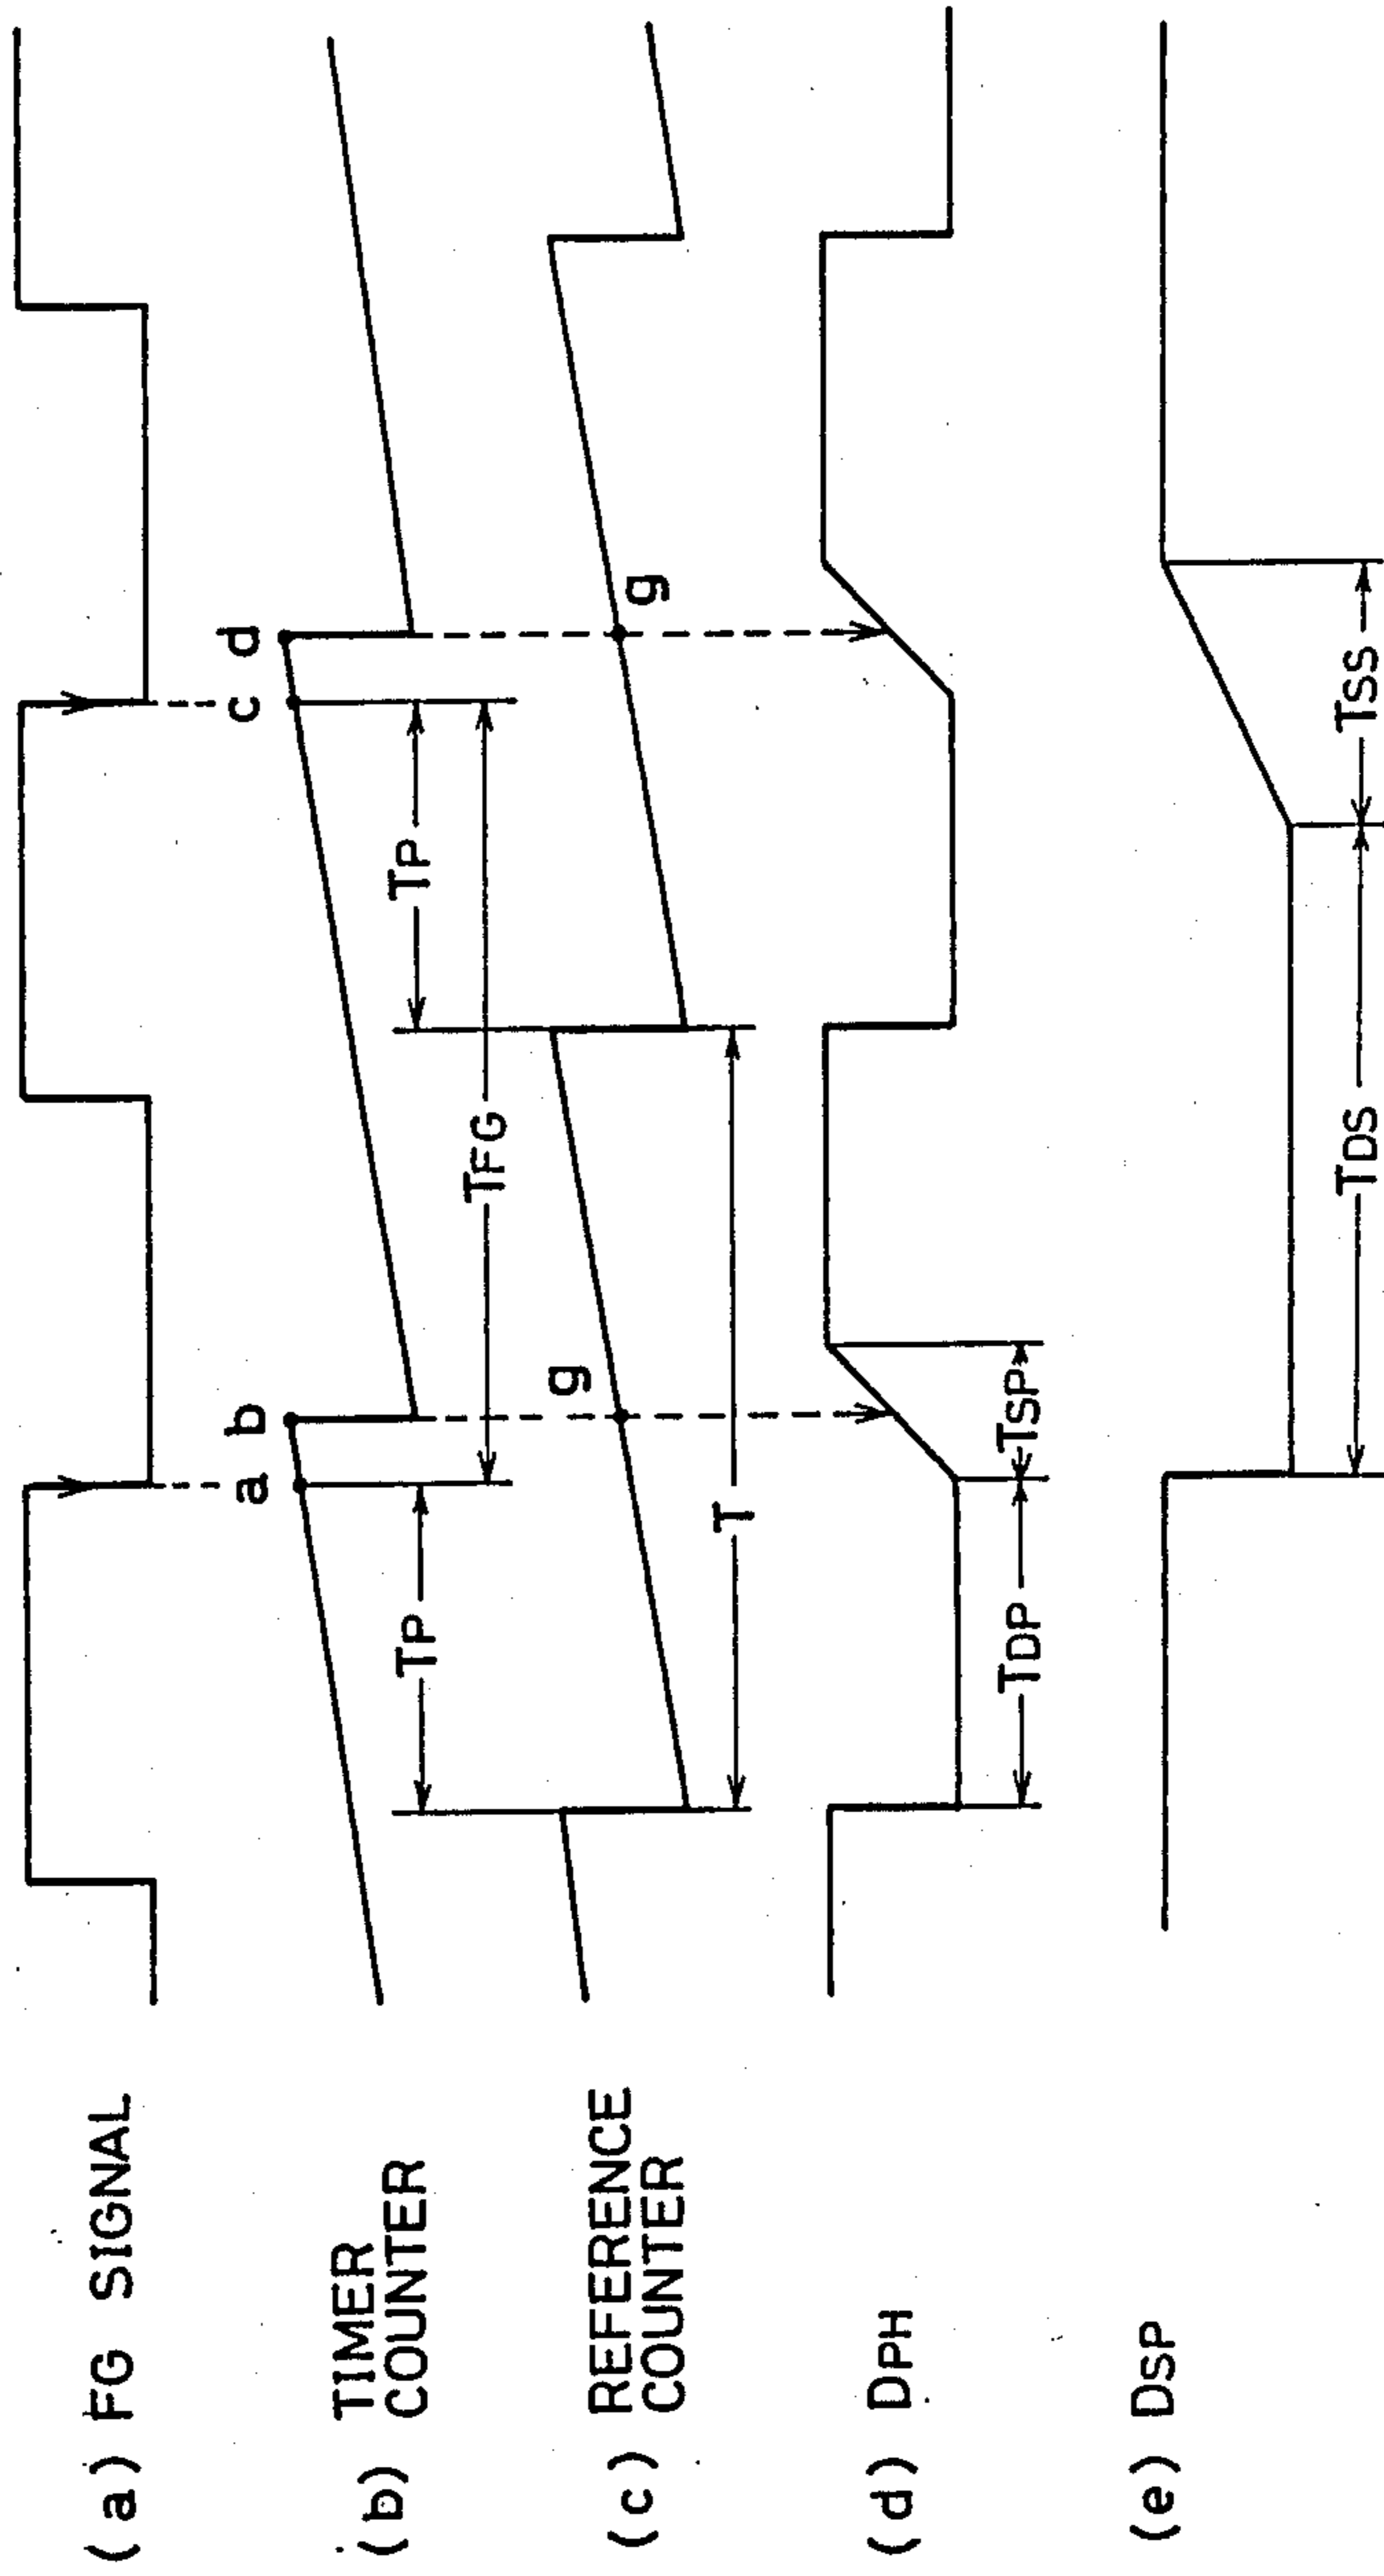 (a) FG SIGNAL
a
b
c
d
(b) TIMER
COUNTER
TP
TP
TFG
g
g
(c) REFERENCE
COUNTER
T
(d) DPH
TDP
TSP
(e) DSP
TDS
TSS